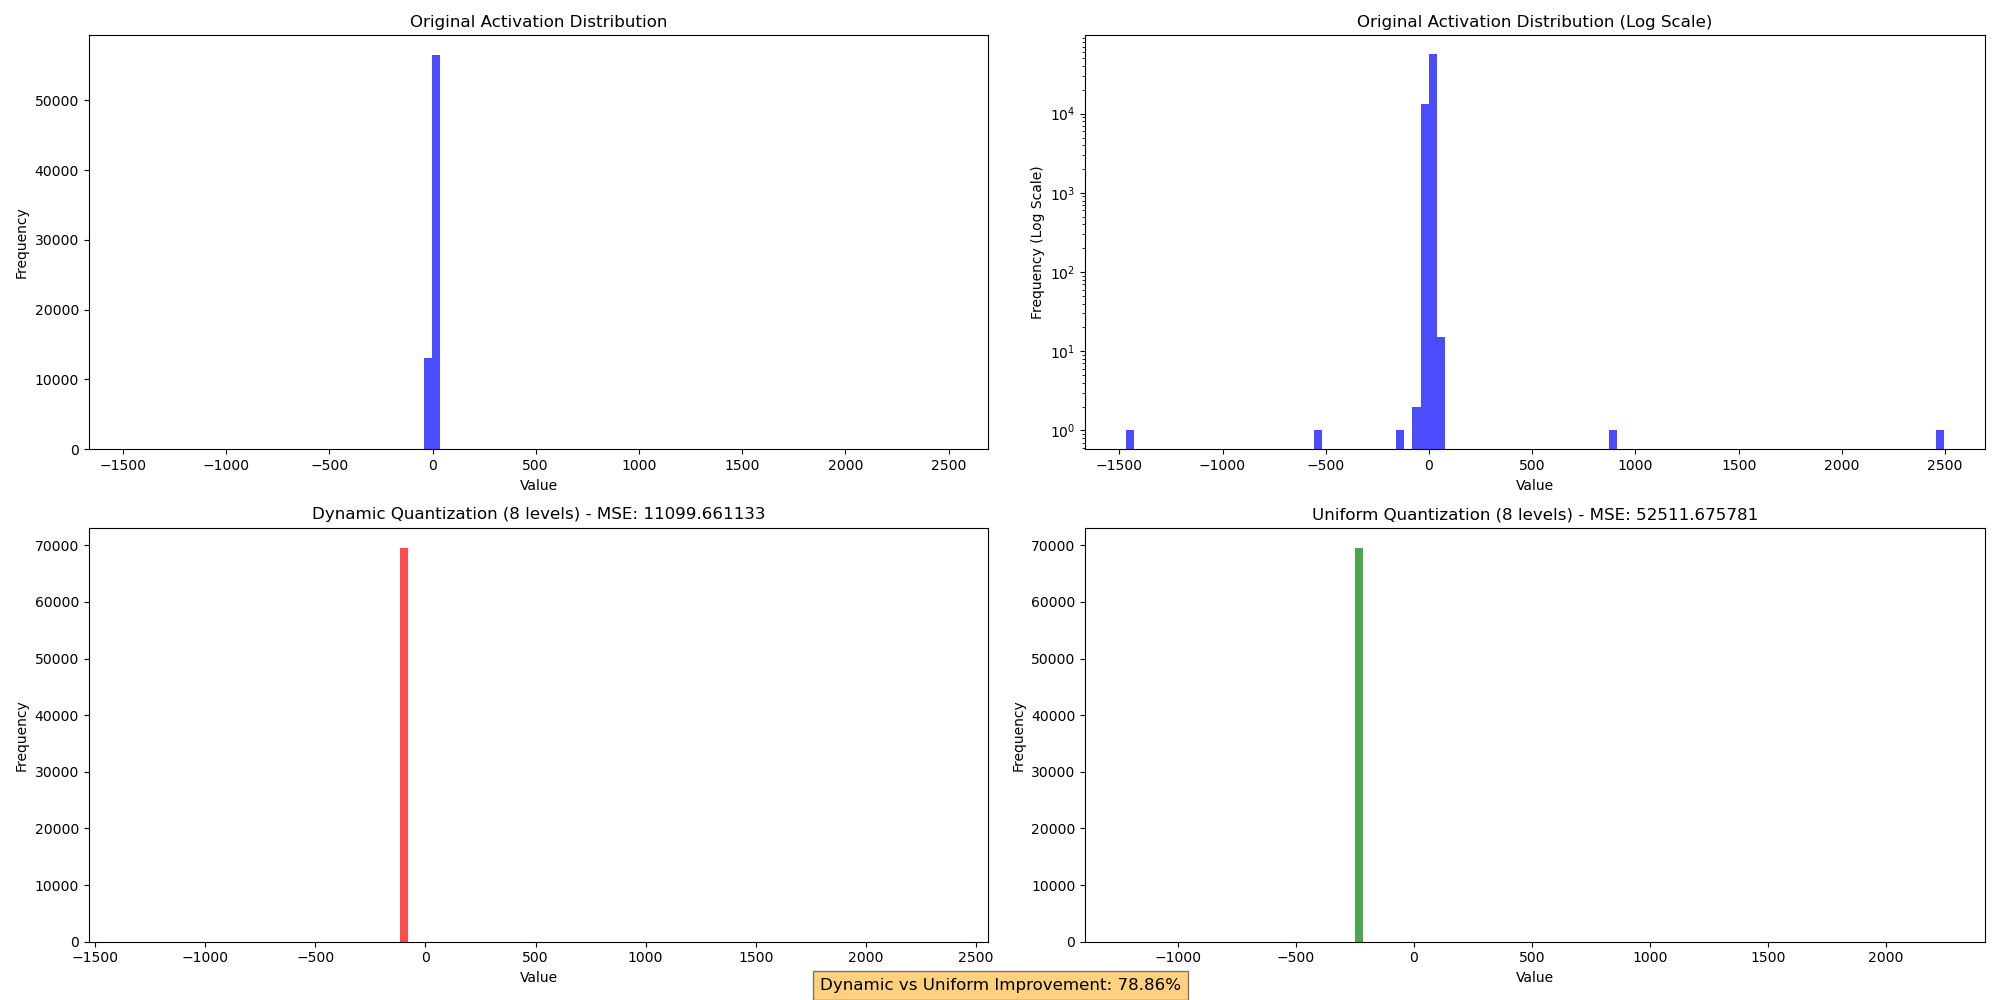 Original Activation Distribution
Frequency
50000
40000
30000
20000
10000
0
−1500 −1000 −500 0 500 1000 1500 2000 2500
Value
Original Activation Distribution (Log Scale)
Frequency (Log Scale)
10⁴
10³
10²
10¹
10⁰
−1500 −1000 −500 0 500 1000 1500 2000 2500
Value
Dynamic Quantization (8 levels) - MSE: 11099.661133
Frequency
70000
60000
50000
40000
30000
20000
10000
0
−1500 −1000 −500 0 500 1000 1500 2000 2500
Value
Uniform Quantization (8 levels) - MSE: 52511.675781
Frequency
70000
60000
50000
40000
30000
20000
10000
0
−1000 −500 0 500 1000 1500 2000
Value
Dynamic vs Uniform Improvement: 78.86%